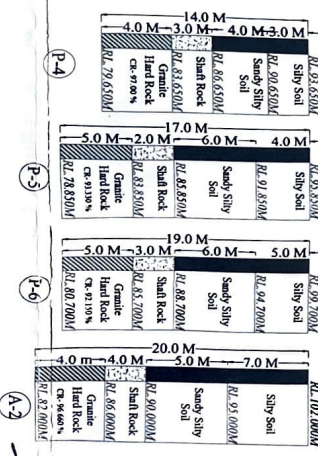 14.0 M
4.0 M 3.0 M 4.0 M 3.0 M
RL. 93.650M
Silty Soil
RL. 90.650M
Sandy Silty
Soil
RL. 86.650M
Shaft Rock
RL. 83.650M
Granite
Hard Rock
CR- 97.00 %
RL. 79.650M
P-4
17.0 M
5.0 M 2.0 M 6.0 M 4.0 M
RL. 95.850M
Silty Soil
RL. 91.850M
Sandy Silty
Soil
RL. 85.850M
Shaft Rock
RL. 83.850M
Granite
Hard Rock
CR- 93.330 %
RL. 78.850M
P-5
19.0 M
5.0 M 3.0 M 6.0 M 5.0 M
RL. 99.700M
Silty Soil
RL. 94.700M
Sandy Silty
Soil
RL. 88.700M
Shaft Rock
RL. 85.700M
Granite
Hard Rock
CR- 92.150 %
RL. 80.700M
P-6
20.0 M
4.0 m 4.0 M 5.0 M 7.0 M
RL. 102.000M
Silty Soil
RL. 95.000M
Sandy Silty
Soil
RL. 90.000M
Shaft Rock
RL. 86.000M
Granite
Hard Rock
CR- 96.660 %
RL. 82.000M
A-2